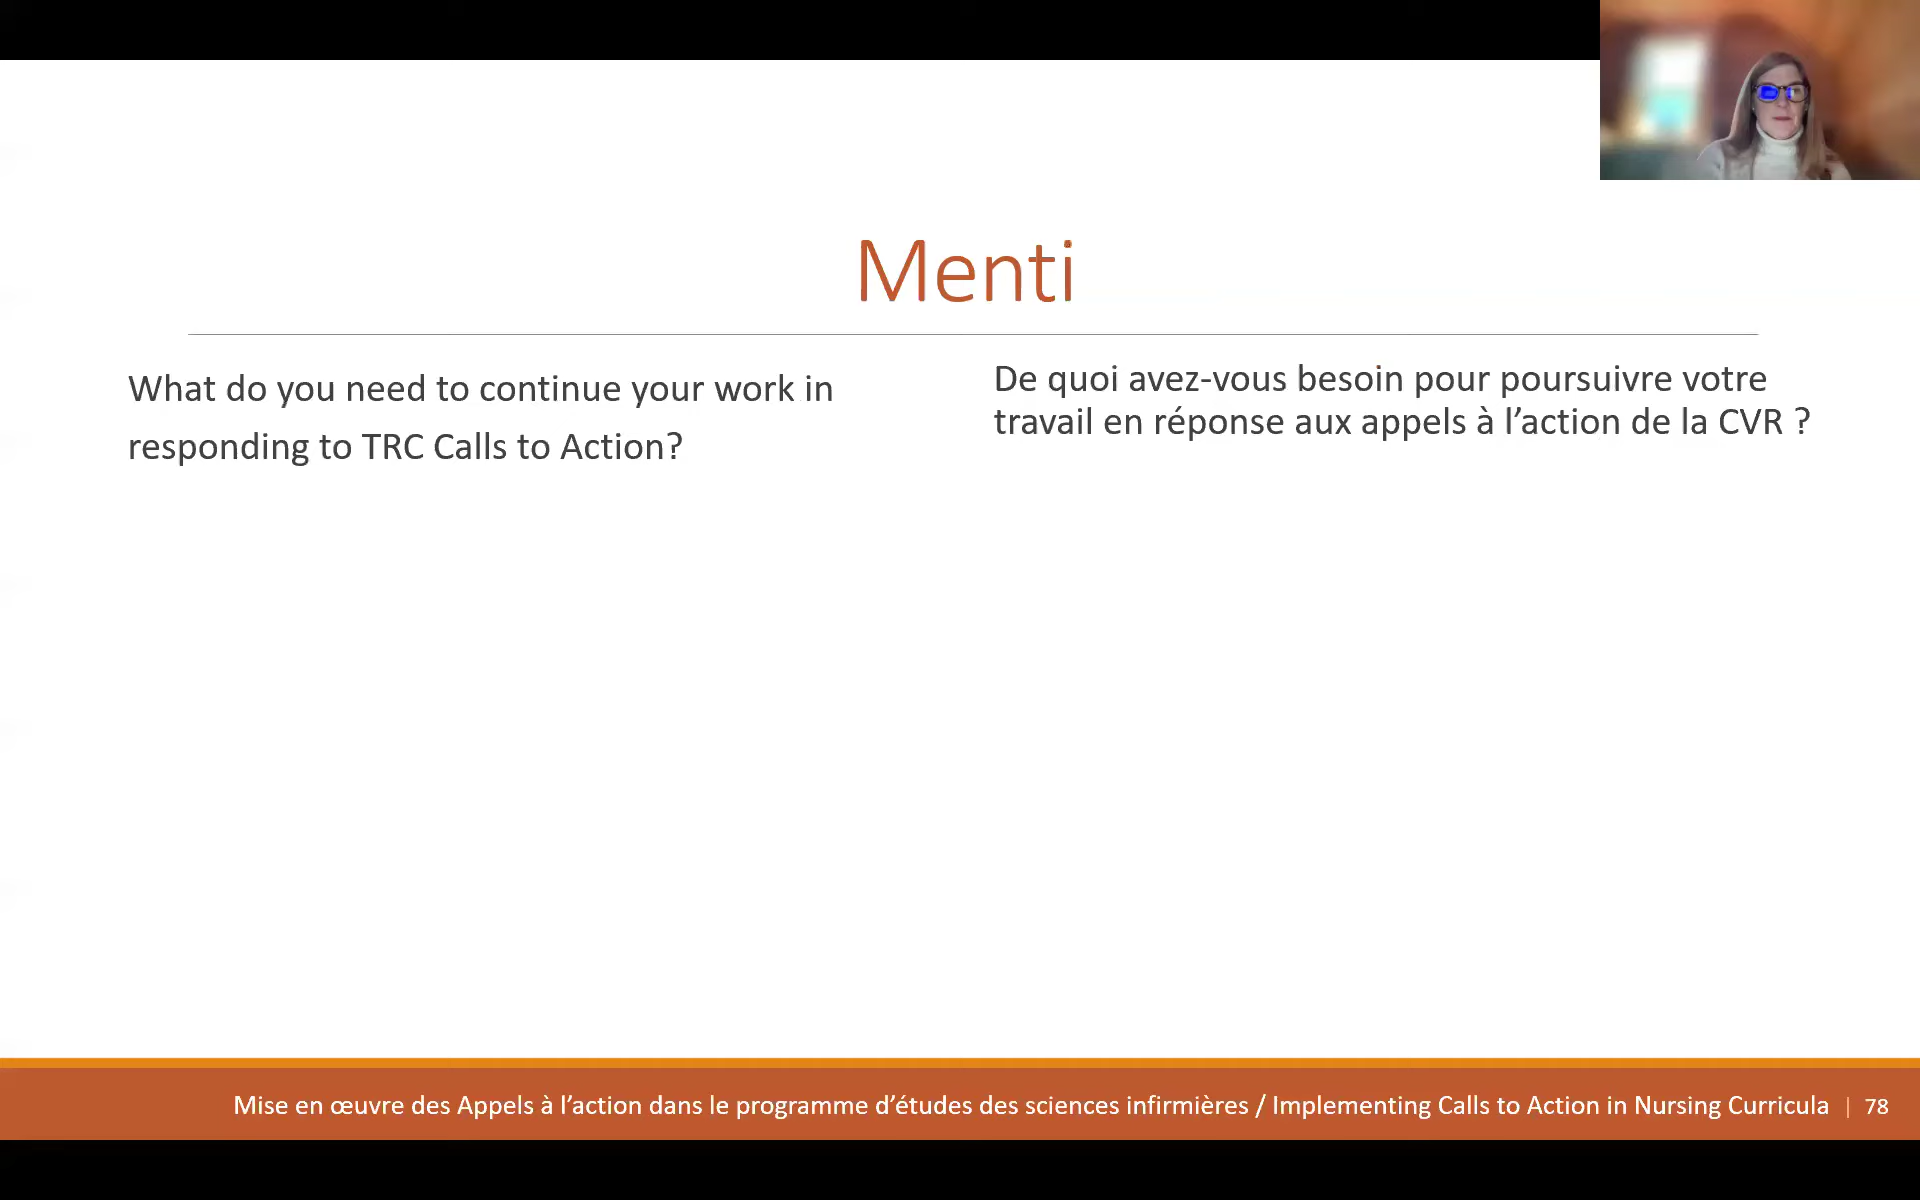 Menti
What do you need to continue your work in
responding to TRC Calls to Action?
De quoi avez-vous besoin pour poursuivre votre
travail en réponse aux appels à l’action de la CVR ?
Mise en œuvre des Appels à l’action dans le programme d’études des sciences infirmières / Implementing Calls to Action in Nursing Curricula | 78